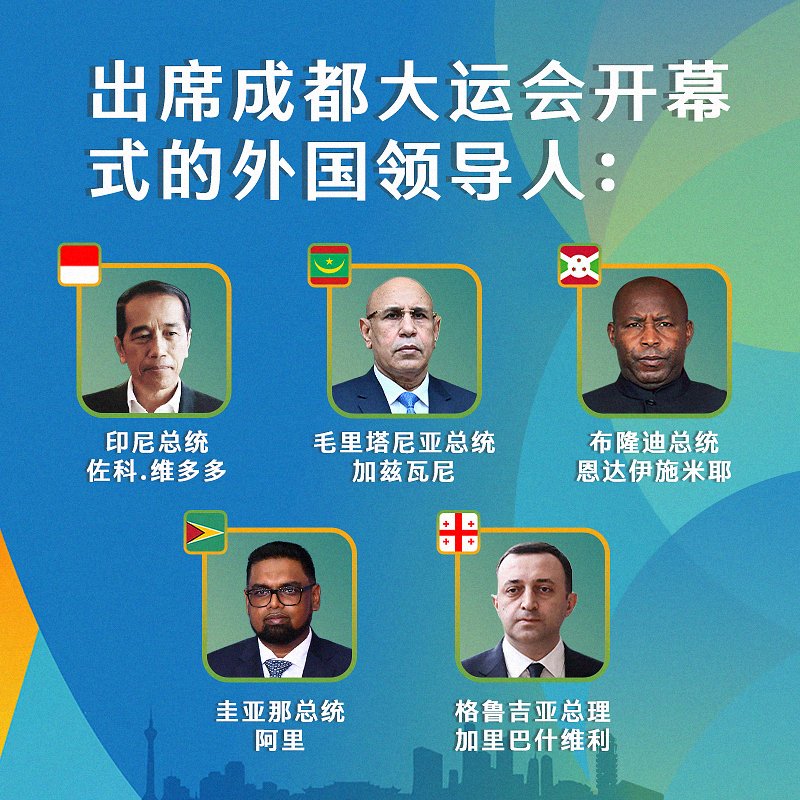 出席成都大运会开幕
式的外国领导人：
印尼总统
佐科.维多多
毛里塔尼亚总统
加兹瓦尼
布隆迪总统
恩达伊施米耶
圭亚那总统
阿里
格鲁吉亚总理
加里巴什维利